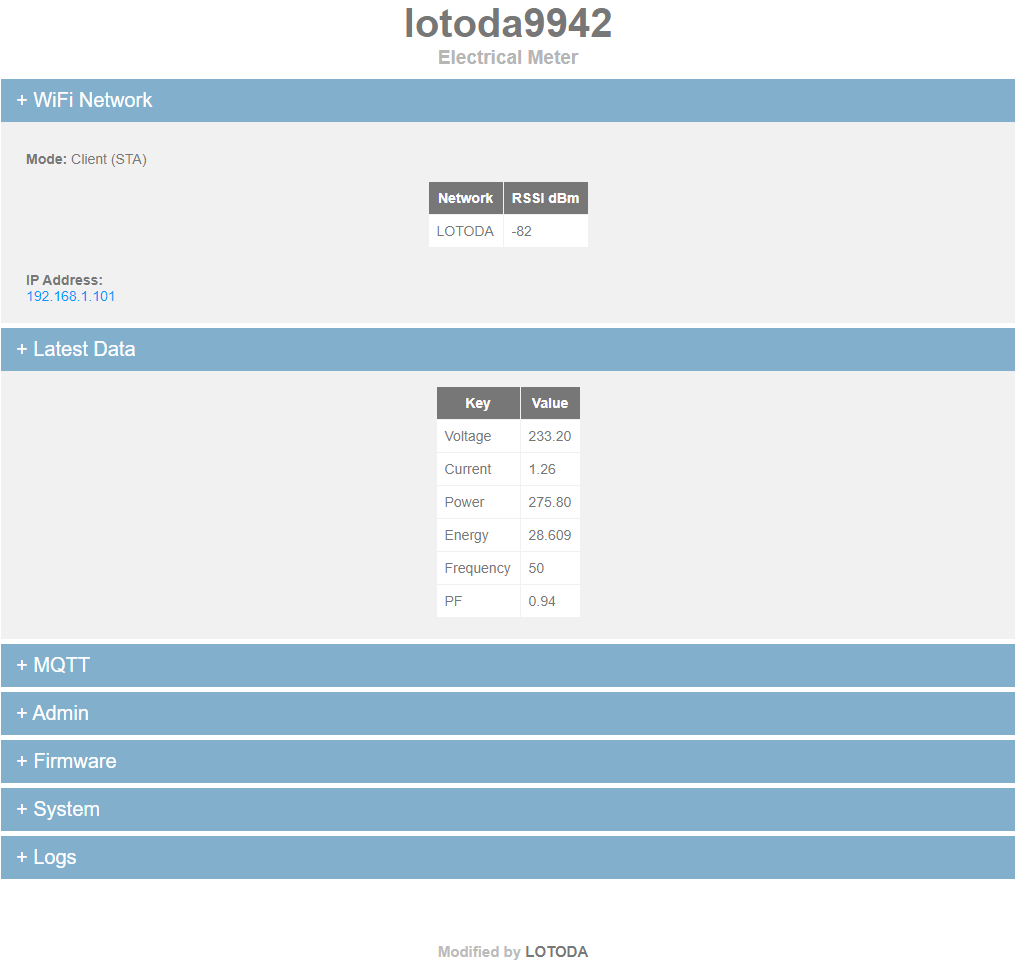 lotoda9942
Electrical Meter
+ WiFi Network
Mode: Client (STA)
Network RSSI dBm
LOTODA -82
IP Address:
192.168.1.101
+ Latest Data
Key Value
Voltage 233.20
Current 1.26
Power 275.80
Energy 28.609
Frequency 50
PF 0.94
+ MQTT
+ Admin
+ Firmware
+ System
+ Logs
Modified by LOTODA